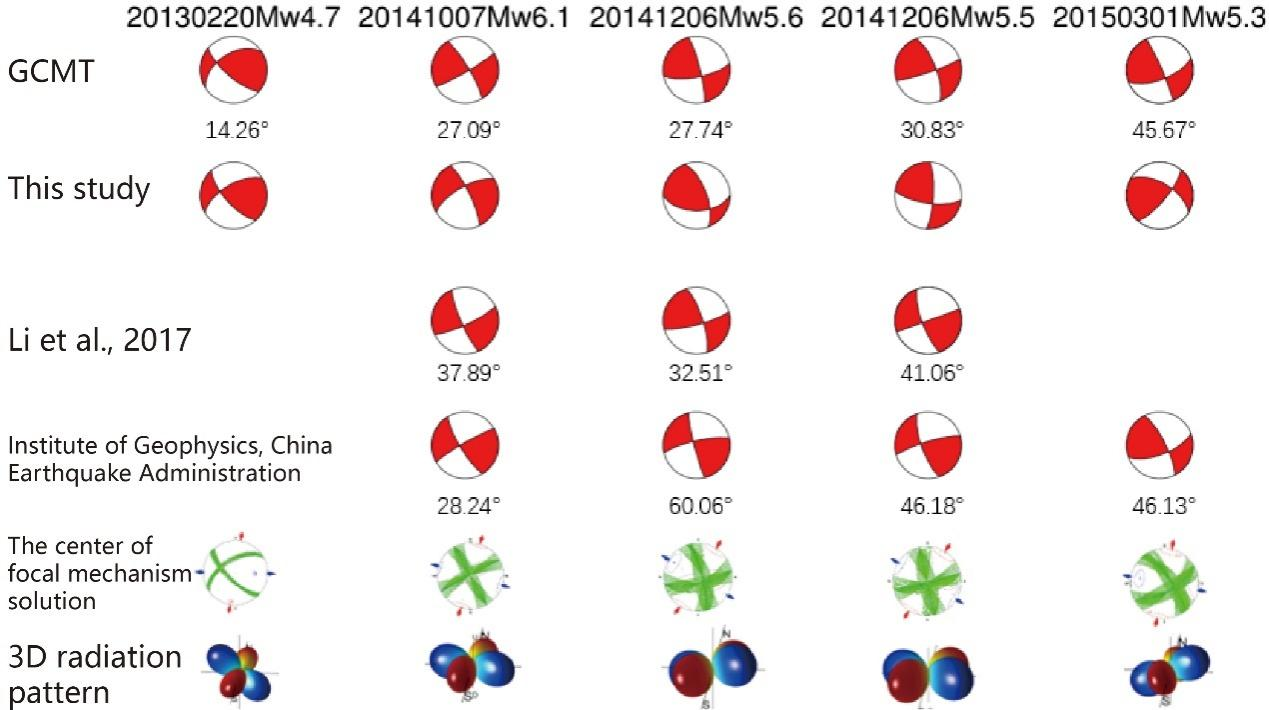 20130220Mw4.7 20141007Mw6.1 20141206Mw5.6 20141206Mw5.5 20150301Mw5.3
GCMT
14.26° 27.09° 27.74° 30.83° 45.67°
This study
Li et al., 2017
37.89° 32.51° 41.06°
Institute of Geophysics, China
Earthquake Administration
28.24° 60.06° 46.18° 46.13°
The center of
focal mechanism
solution
3D radiation
pattern
N
S